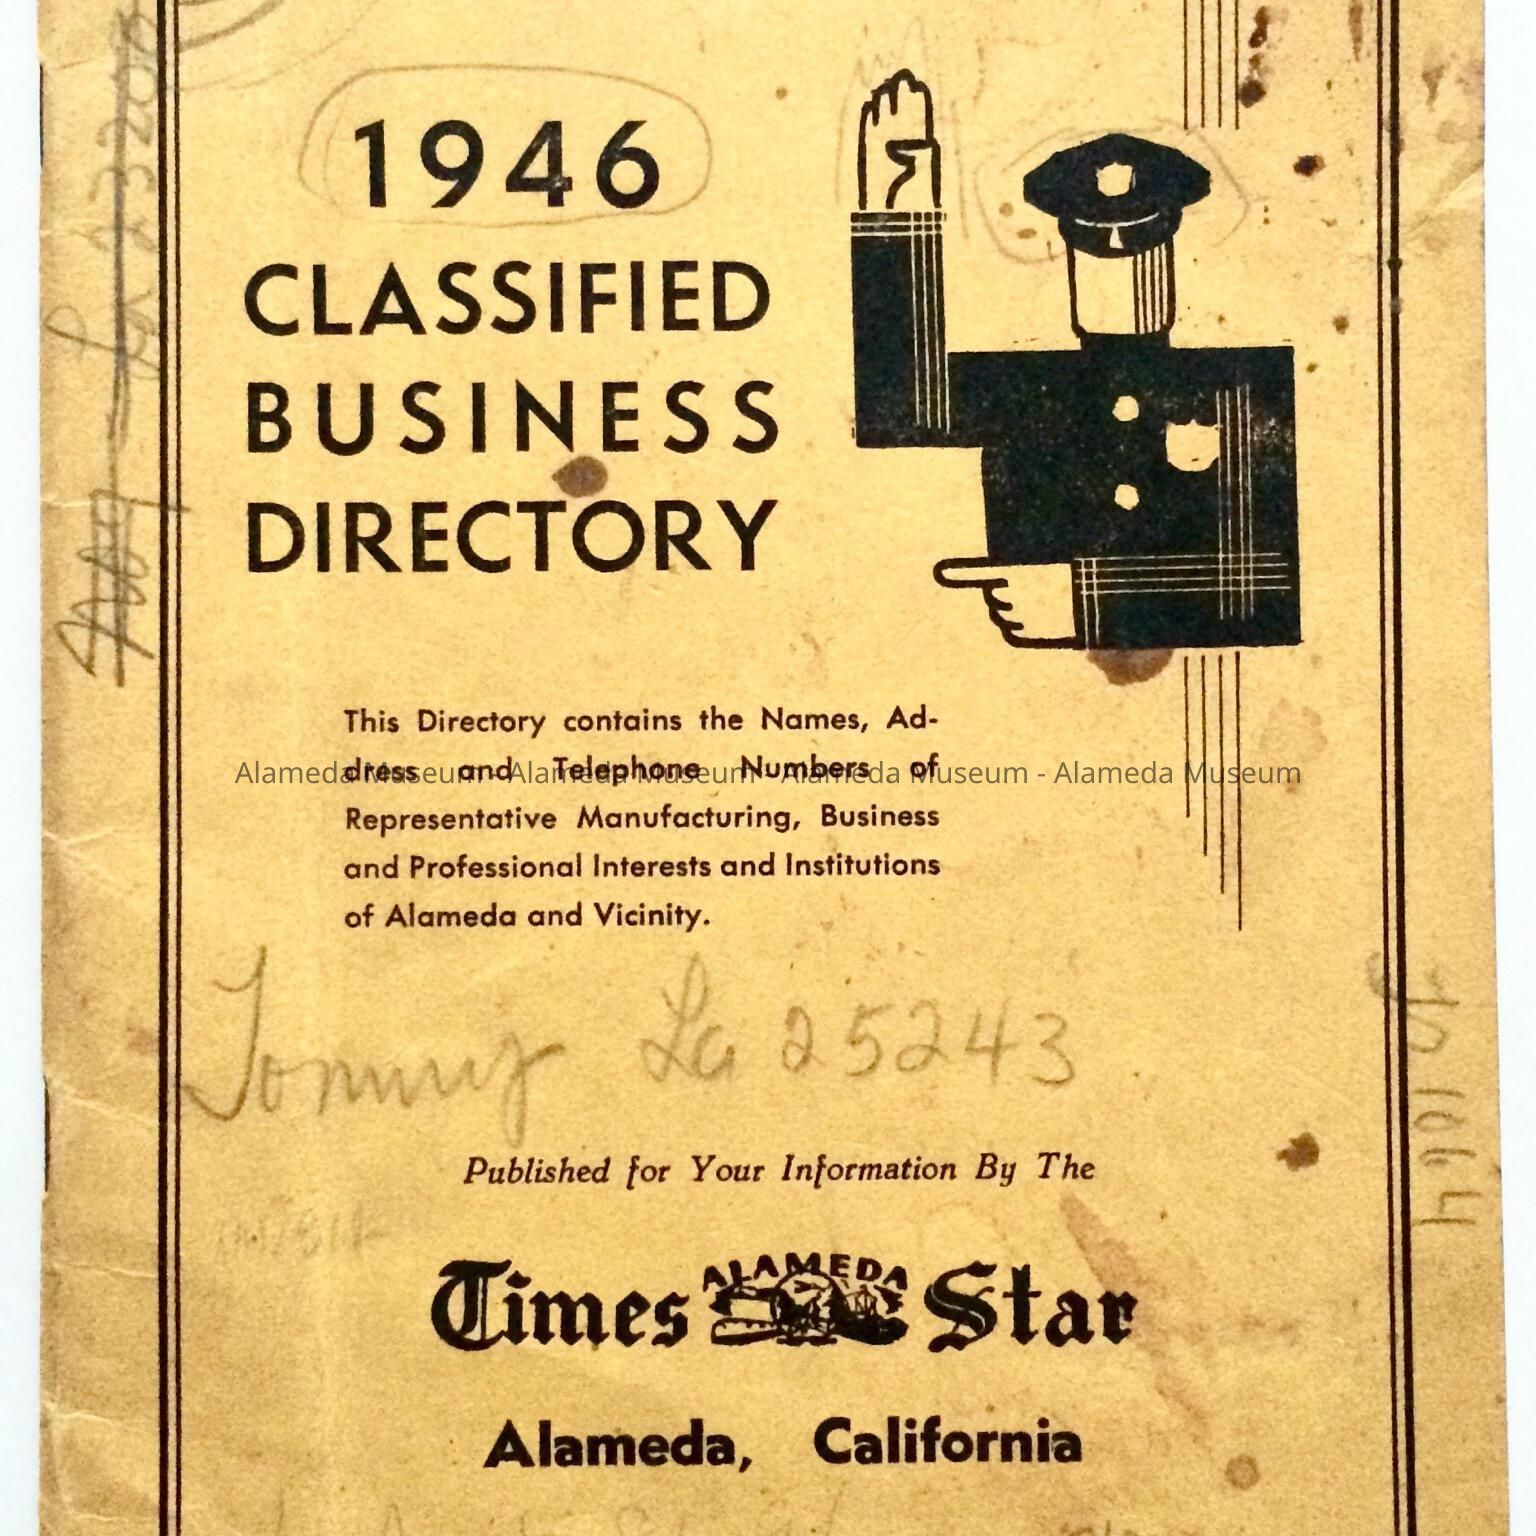 1946
CLASSIFIED
BUSINESS
DIRECTORY
This Directory contains the Names, Ad-
dress and Telephone Numbers of
Alameda Museum - Alameda Museum - Alameda Museum - Alameda Museum
Representative Manufacturing, Business
and Professional Interests and Institutions
of Alameda and Vicinity.
Tommy La 25243
Published for Your Information By The
Times ALAMEDA Star
Alameda, California